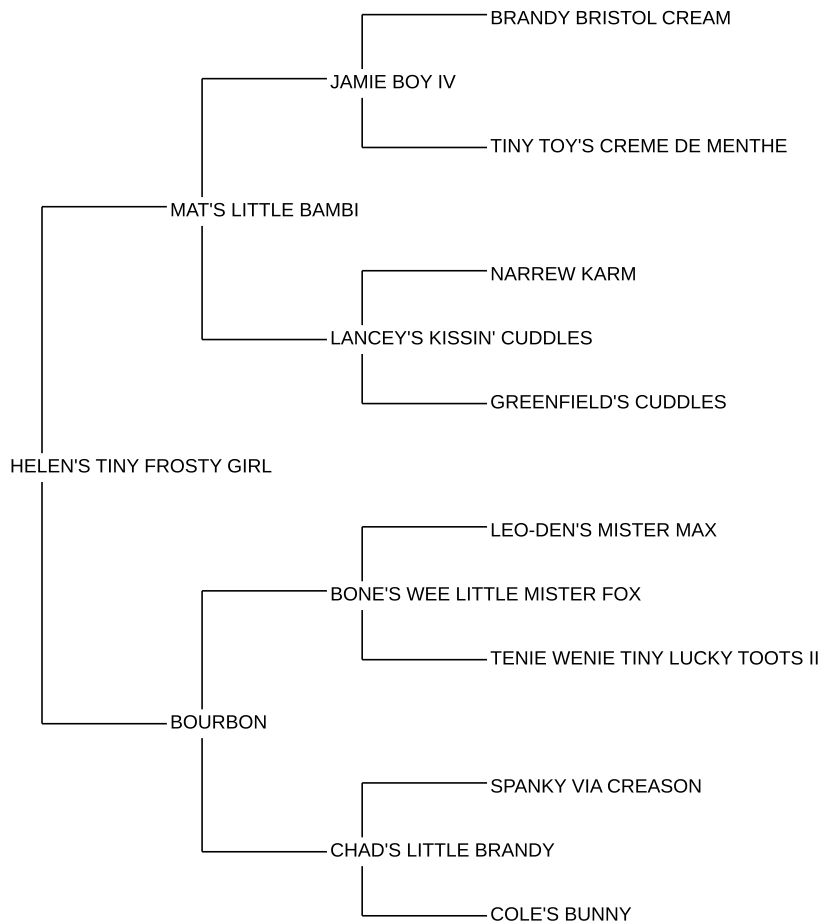 BRANDY BRISTOL CREAM
JAMIE BOY IV
TINY TOY'S CREME DE MENTHE
MAT'S LITTLE BAMBI
NARREW KARM
LANCEY'S KISSIN' CUDDLES
GREENFIELD'S CUDDLES
HELEN'S TINY FROSTY GIRL
LEO-DEN'S MISTER MAX
BONE'S WEE LITTLE MISTER FOX
TENIE WENIE TINY LUCKY TOOTS II
BOURBON
SPANKY VIA CREASON
CHAD'S LITTLE BRANDY
COLE'S BUNNY